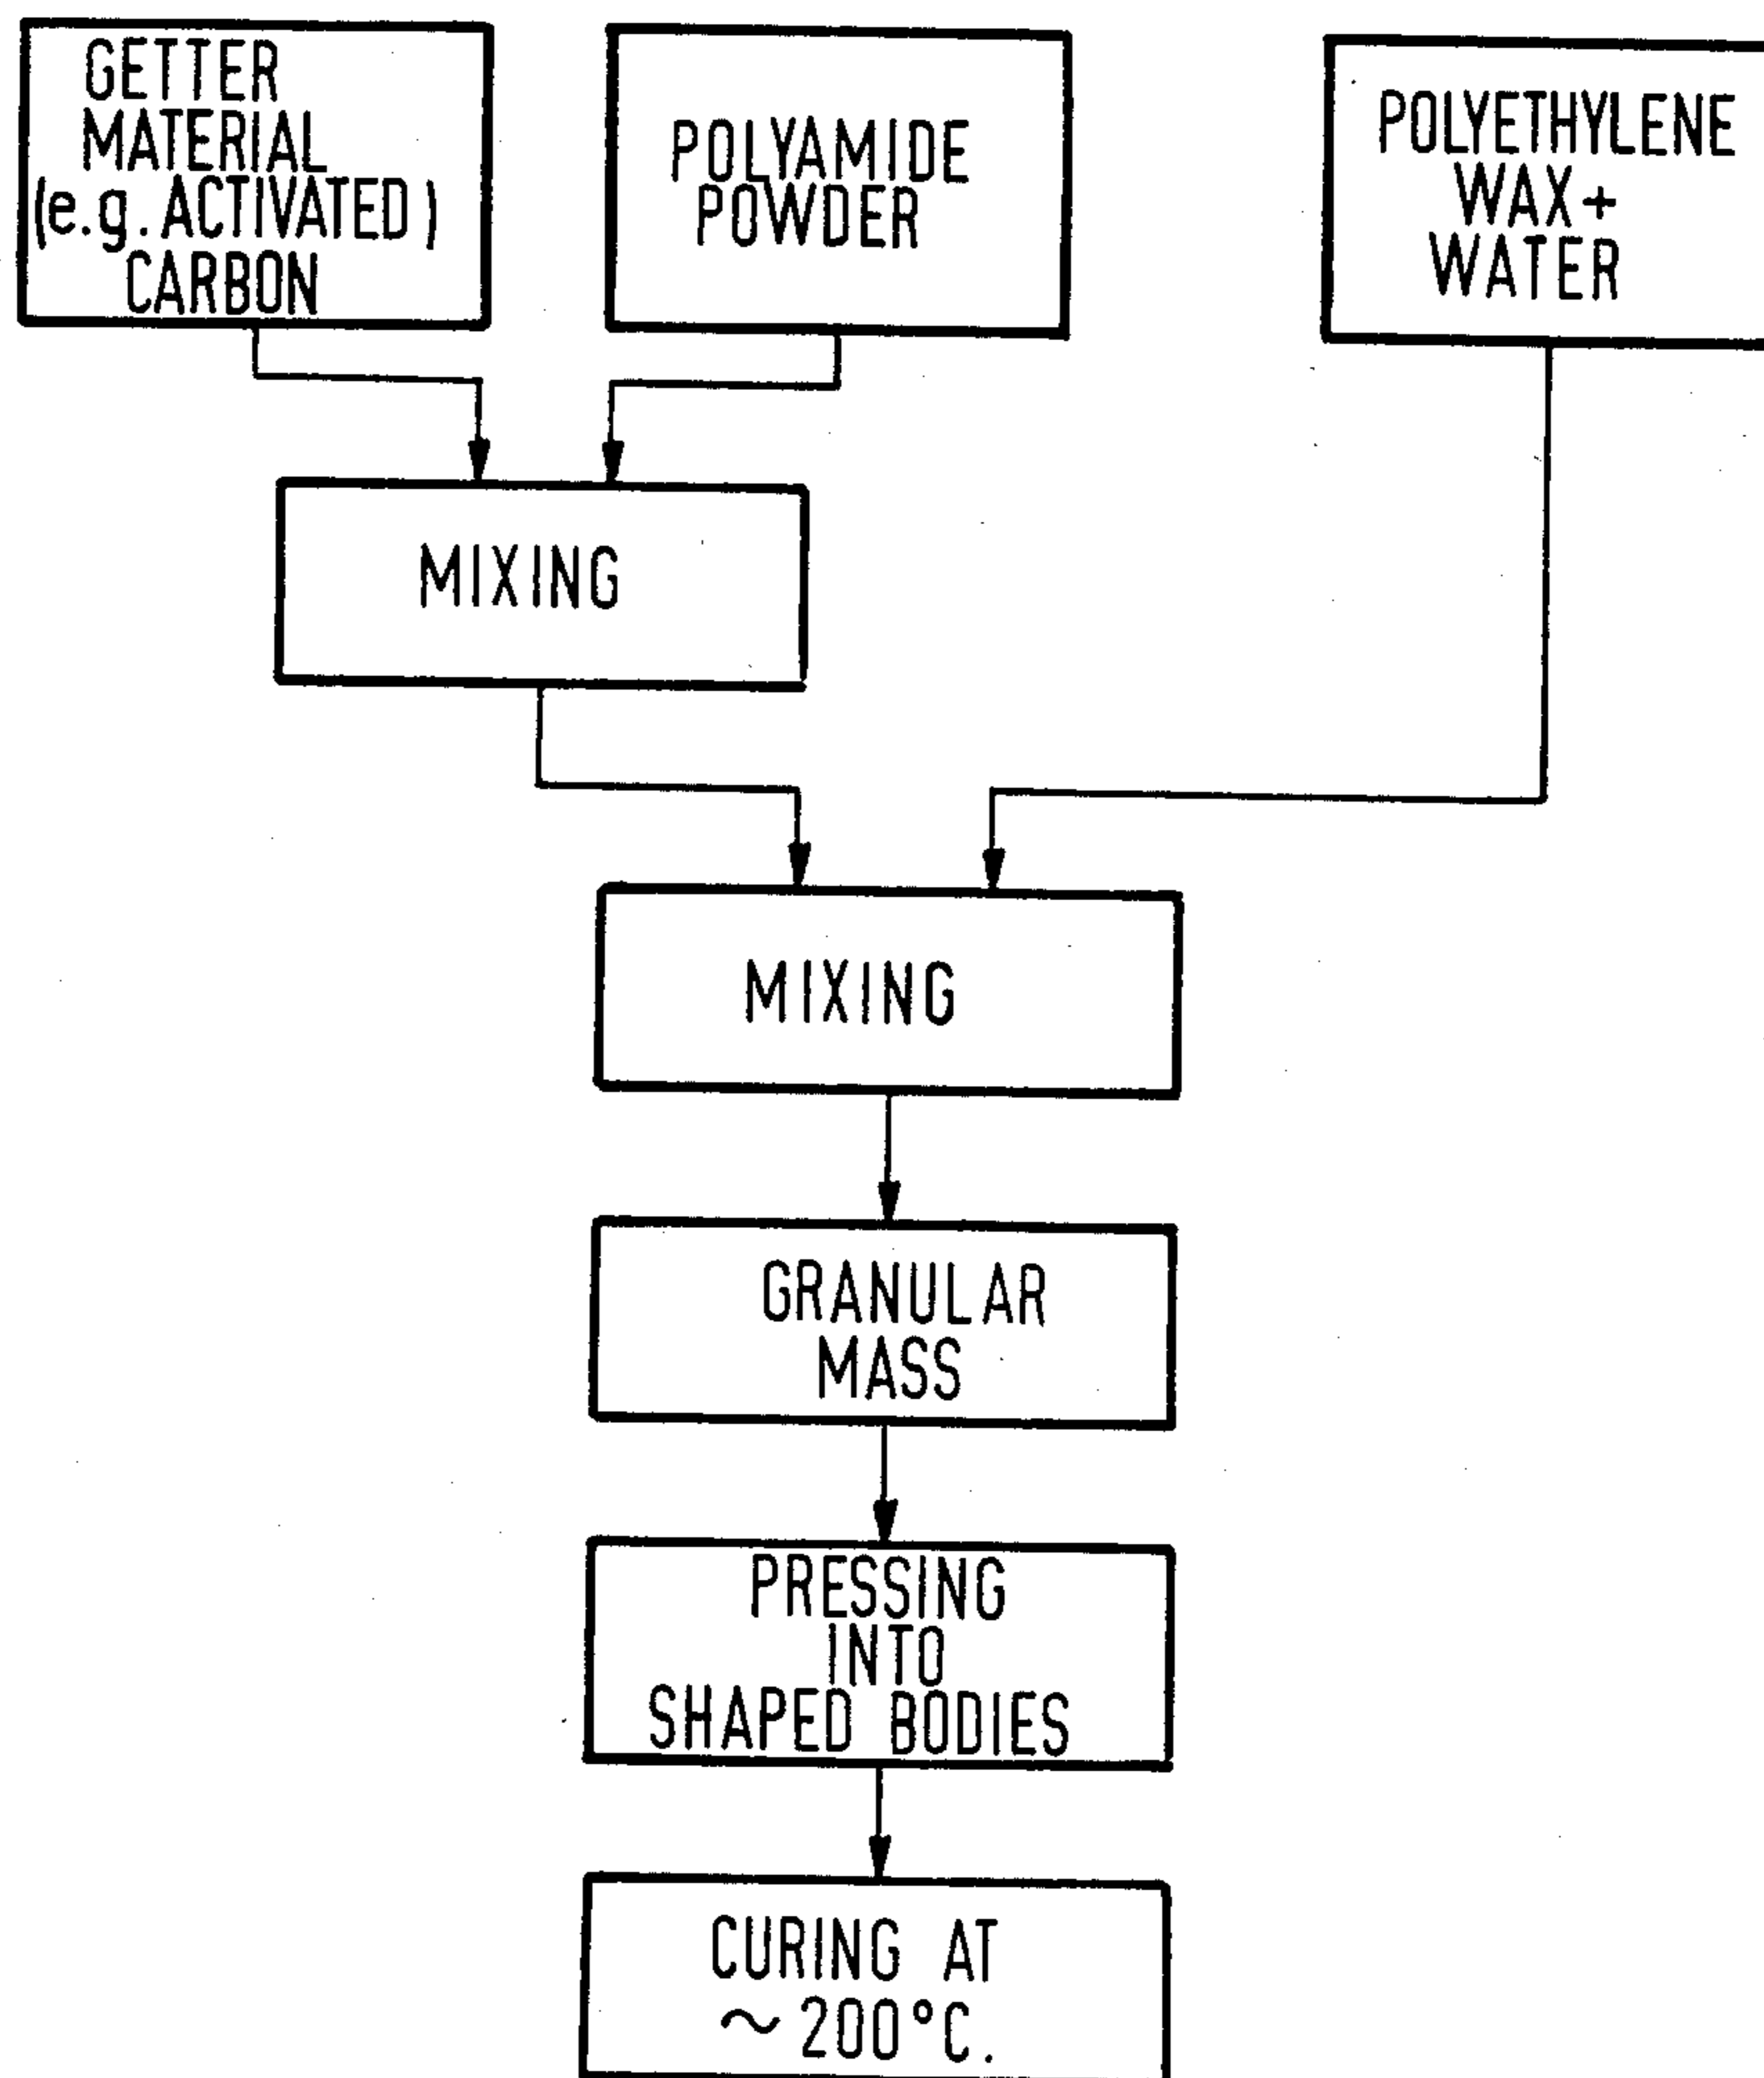 GETTER
MATERIAL
(e.g. ACTIVATED)
CARBON
POLYAMIDE
POWDER
POLYETHYLENE
WAX+
WATER
MIXING
MIXING
GRANULAR
MASS
PRESSING
INTO
SHAPED BODIES
CURING AT
~200°C.